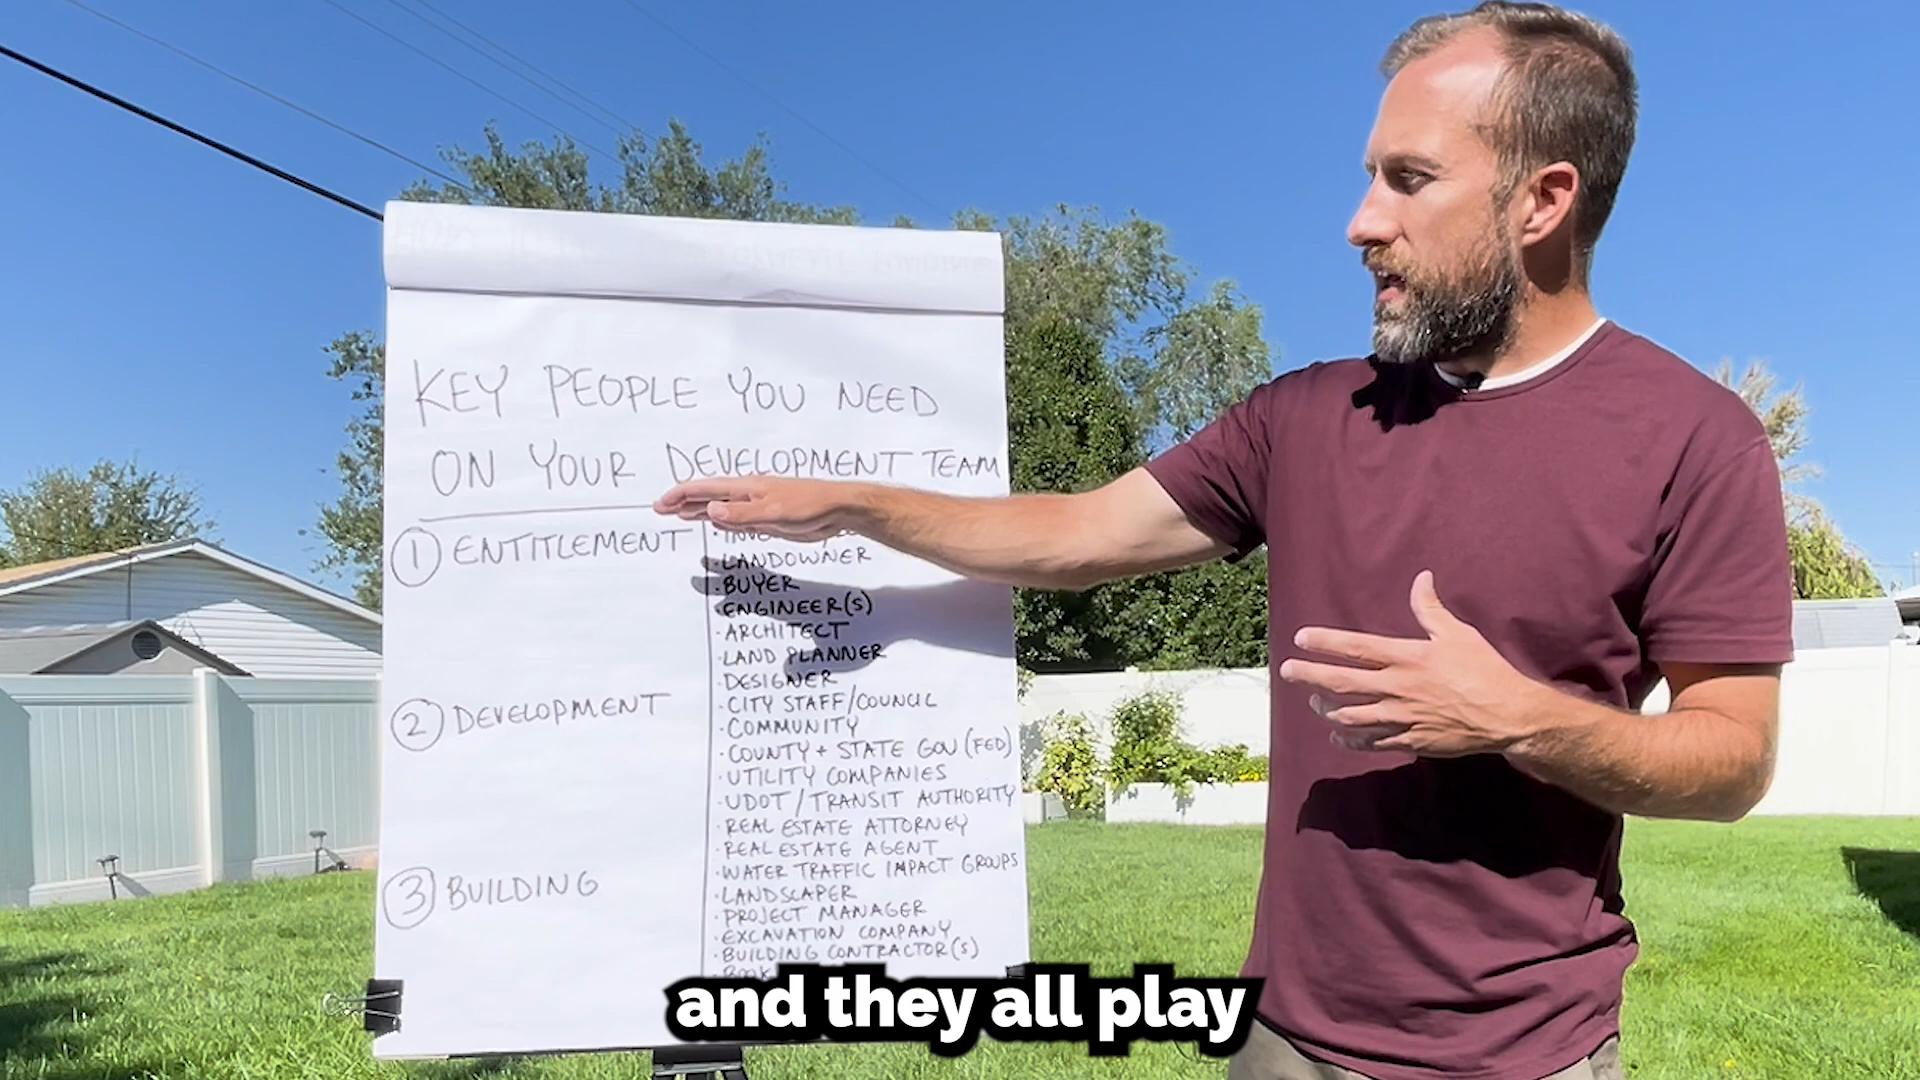 KEY PEOPLE YOU NEED
ON YOUR DEVELOPMENT TEAM
1 ENTITLEMENT
2 DEVELOPMENT
3 BUILDING
· LANDOWNER
· BUYER
· ENGINEER(S)
· ARCHITECT
· LAND PLANNER
· DESIGNER
· CITY STAFF/COUNCIL
· COMMUNITY
· COUNTY + STATE GOV (FED)
· UTILITY COMPANIES
· UDOT/TRANSIT AUTHORITY
· REAL ESTATE ATTORNEY
· REAL ESTATE AGENT
· WATER TRAFFIC IMPACT GROUPS
· LANDSCAPER
· PROJECT MANAGER
· EXCAVATION COMPANY
· BUILDING CONTRACTOR(S)
and they all play